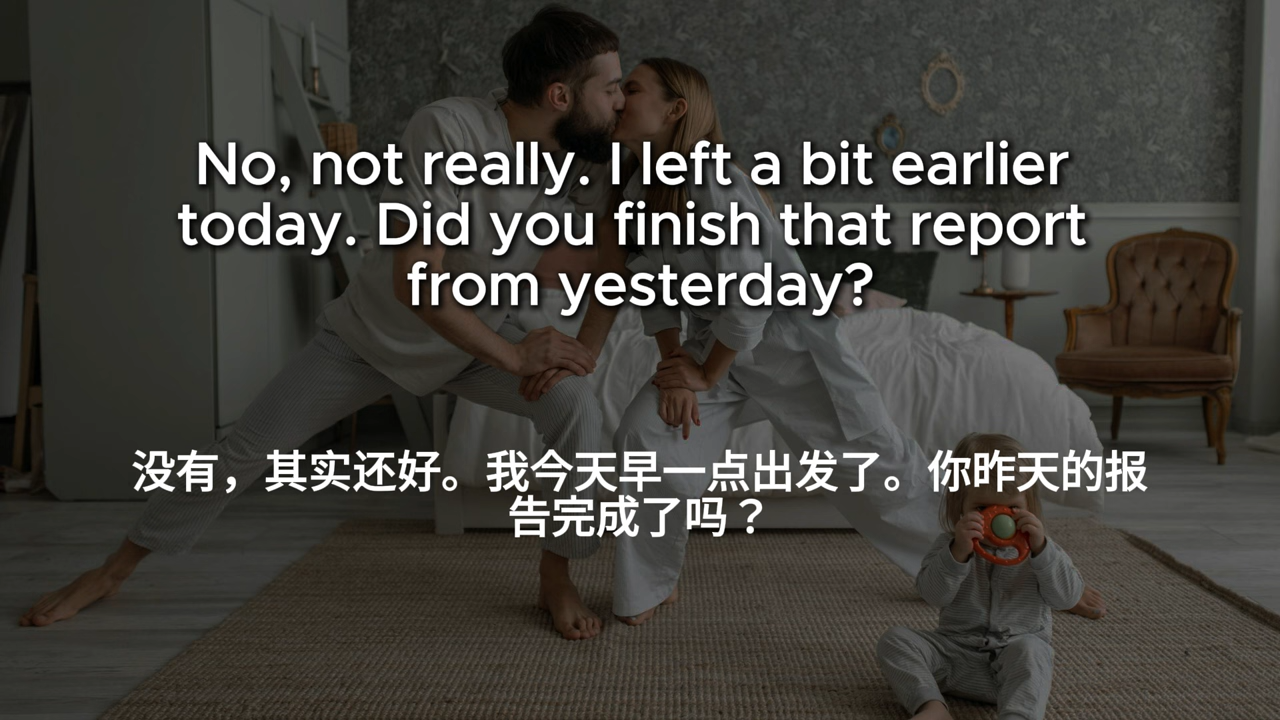 No, not really. I left a bit earlier
today. Did you finish that report
from yesterday?
没有，其实还好。我今天早一点出发了。你昨天的报
告完成了吗？